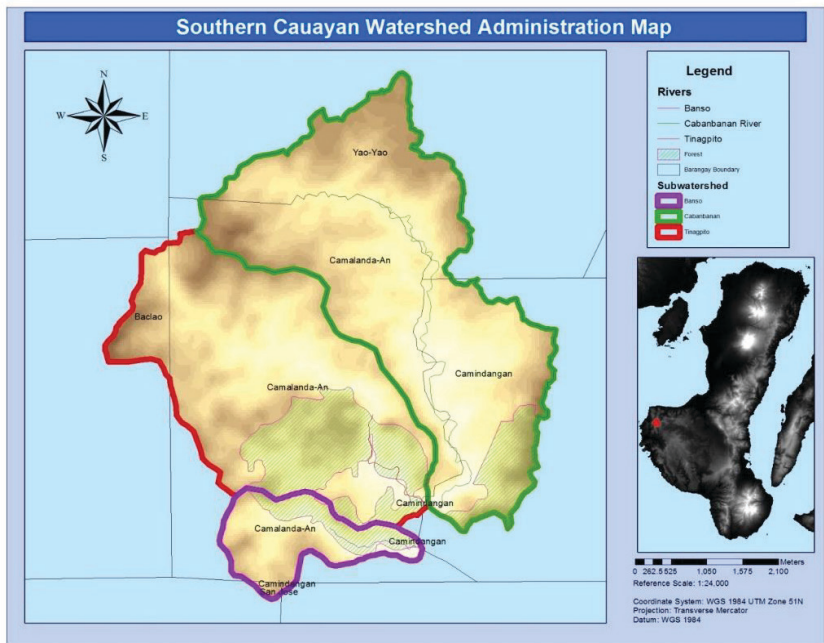 Southern Cauayan Watershed Administration Map
N
W
E
S
Yao-Yao
Camalanda-An
Baclao
Camindangan
Camalanda-An
Camindangan
Camalanda-An
Camindangan
Camindangan
San Jose
Legend
Rivers
Banso
Cabanbanan River
Tinagpito
Forest
Barangay Boundary
Subwatershed
Banso
Cabanbanan
Tinagpito
Meters
0 262.5 525 1,050 1,575 2,100
Reference Scale: 1:24,000
Coordinate System: WGS 1984 UTM Zone 51N
Projection: Transverse Mercator
Datum: WGS 1984